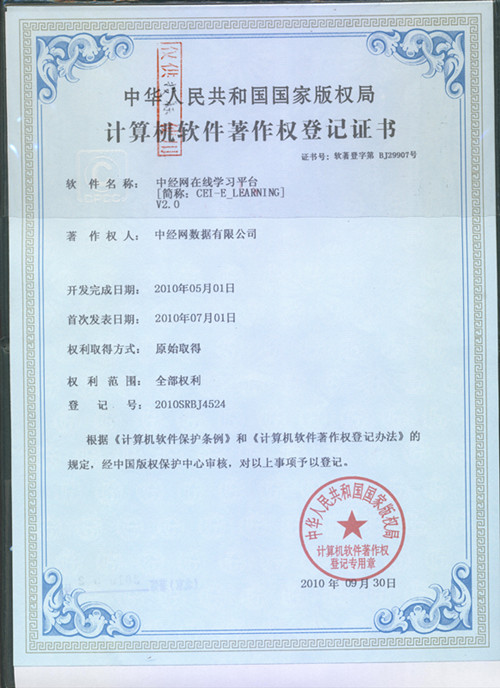 中华人民共和国国家版权局
计算机软件著作权登记证书
证书号: 软著登字第 BJ29907号
软件名称: 中经网在线学习平台
[简称: CEI-E_LEARNING]
V2.0
著作权人: 中经网数据有限公司
开发完成日期: 2010年05月01日
首次发表日期: 2010年07月01日
权利取得方式: 原始取得
权利范围: 全部权利
登记号: 2010SRBJ4524
根据《计算机软件保护条例》和《计算机软件著作权登记办法》的
规定，经中国版权保护中心审核，对以上事项予以登记。
中华人民共和国国家版权局
计算机软件著作权
登记专用章
2010 年 09月 30日